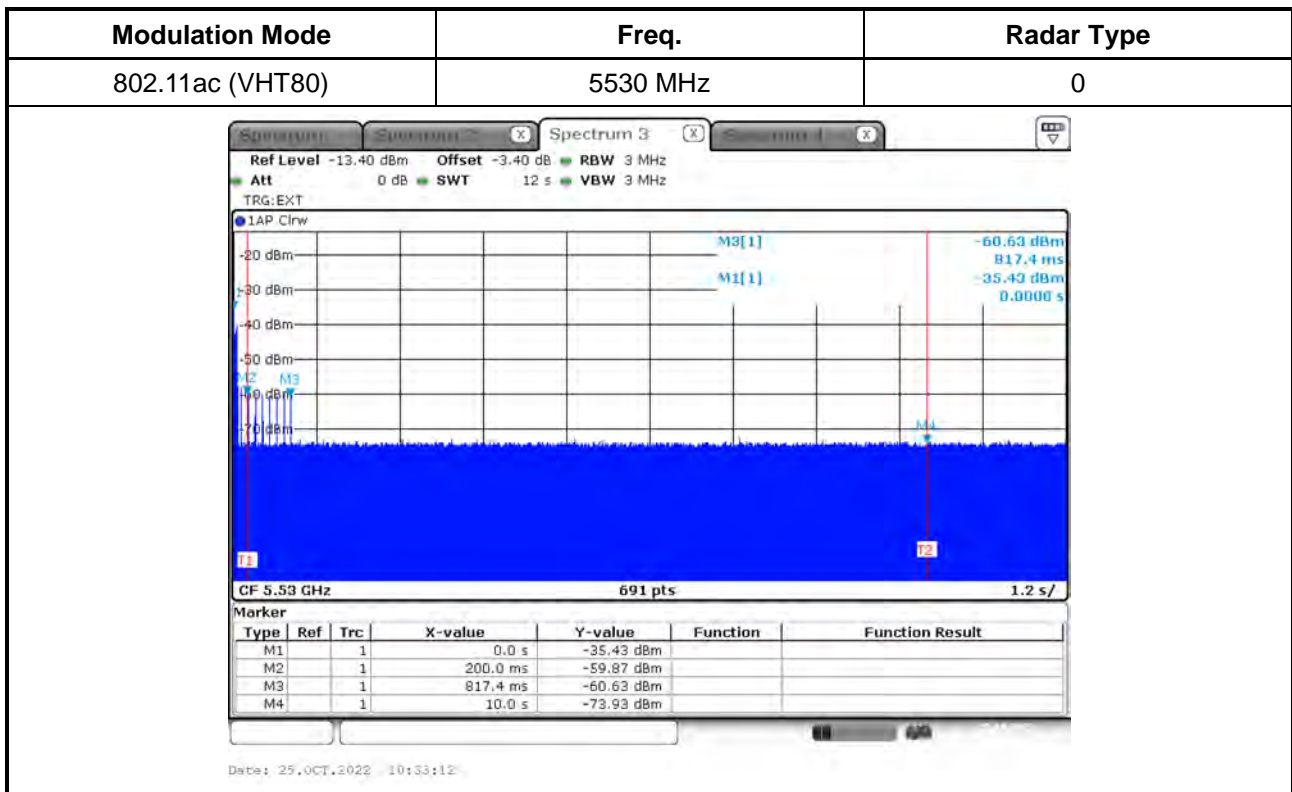 Modulation Mode Freq. Radar Type
802.11ac (VHT80) 5530 MHz 0
Spectrum 3
Ref Level -13.40 dBm Offset -3.40 dB RBW 3 MHz
Att 0 dB SWT 12 s VBW 3 MHz
TRG:EXT
1AP Clrw
M3[1] -60.63 dBm
-20 dBm
817.4 ms
M1[1] -35.43 dBm
-30 dBm
0.0000 s
-40 dBm
-50 dBm
M2 M3
-60 dBm
-70 dBm M4
T1 T2
CF 5.53 GHz 691 pts 1.2 s/
Marker
Type Ref Trc X-value Y-value Function Function Result
M1 1 0.0 s -35.43 dBm
M2 1 200.0 ms -59.87 dBm
M3 1 817.4 ms -60.63 dBm
M4 1 10.0 s -73.93 dBm
Date: 25.OCT.2022 10:33:12